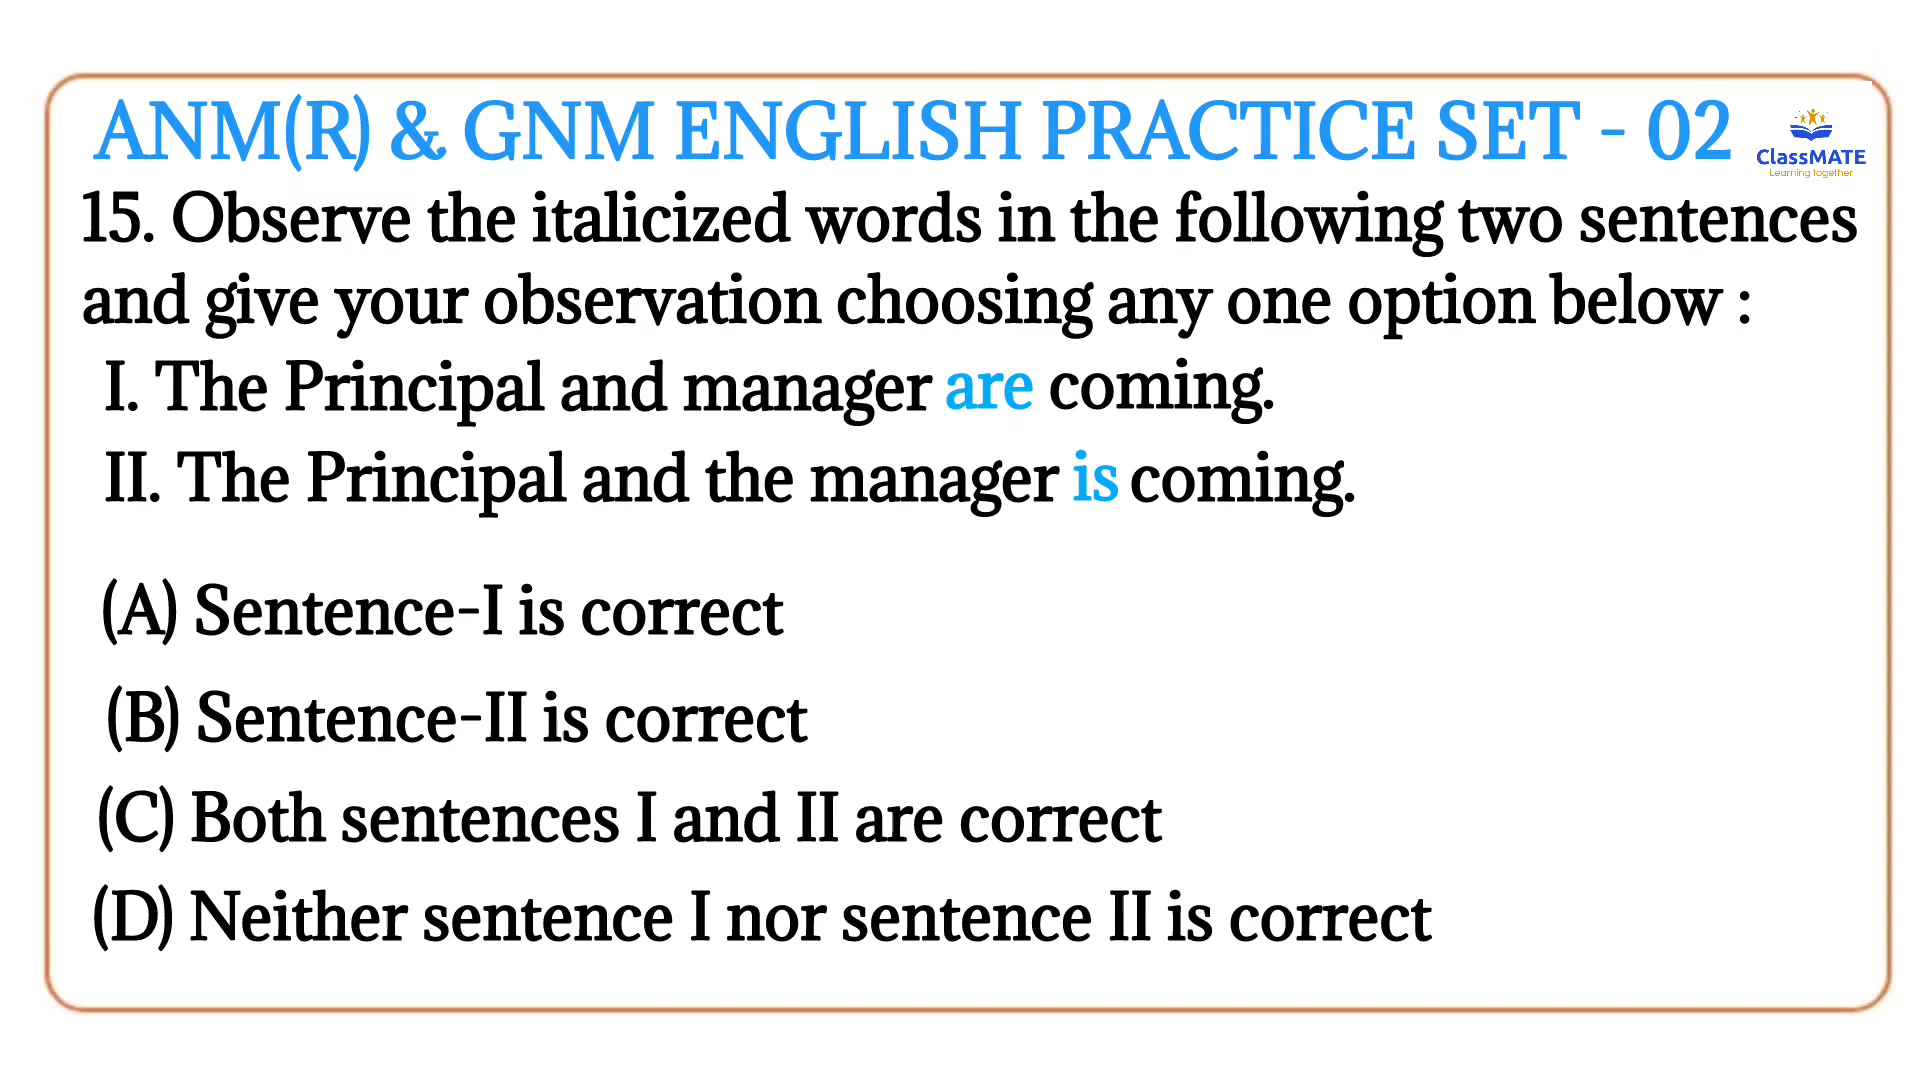 ANM(R) & GNM ENGLISH PRACTICE SET - 02
ClassMATE
Learning together
15. Observe the italicized words in the following two sentences
and give your observation choosing any one option below :
I. The Principal and manager are coming.
II. The Principal and the manager is coming.
(A) Sentence-I is correct
(B) Sentence-II is correct
(C) Both sentences I and II are correct
(D) Neither sentence I nor sentence II is correct